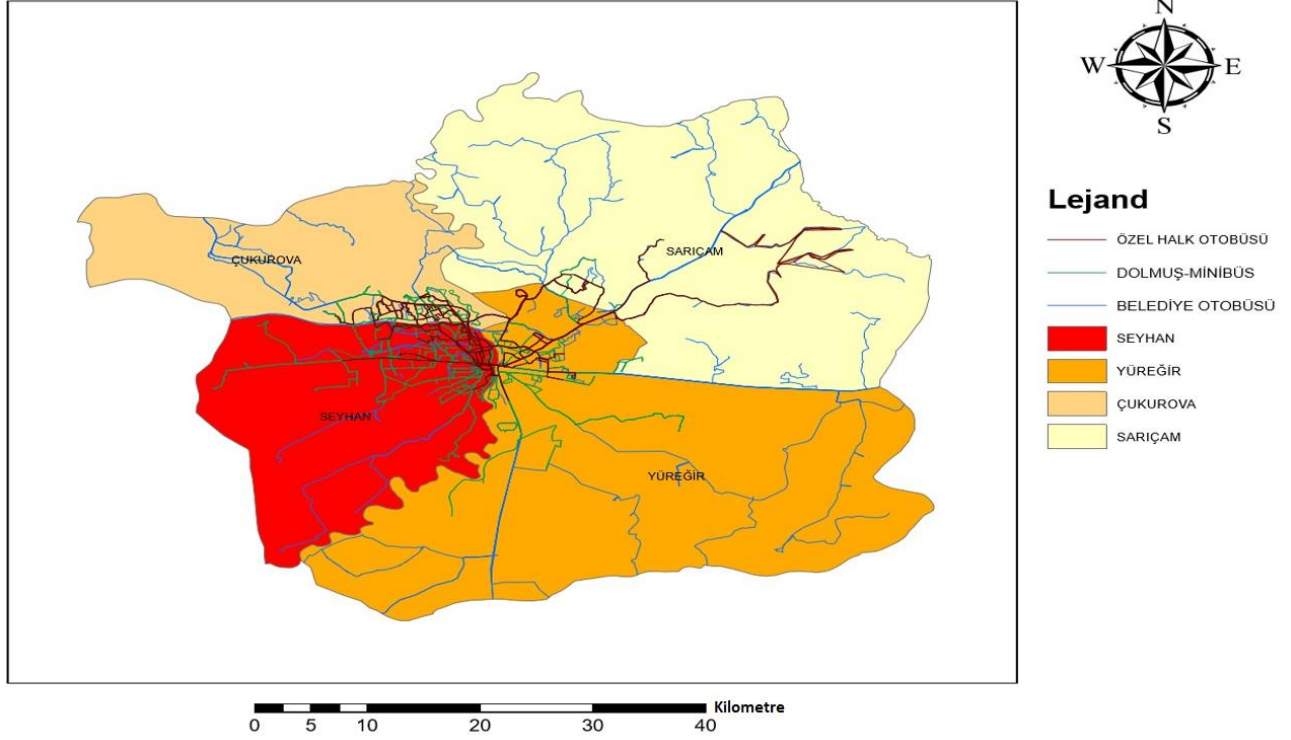 N
W E
S
Lejand
ÖZEL HALK OTOBÜSÜ
DOLMUŞ-MİNİBÜS
BELEDİYE OTOBÜSÜ
SEYHAN
YÜREĞİR
ÇUKUROVA
SARIÇAM
SARIÇAM
ÇUKUROVA
SEYHAN
YÜREĞİR
Kilometre
0 5 10 20 30 40